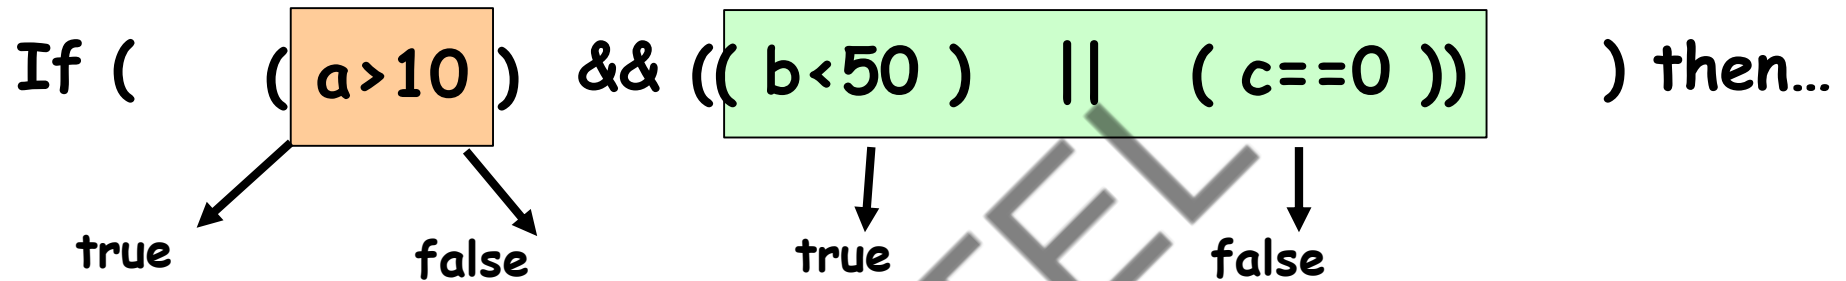 If ( ( a>10 ) && (( b<50 ) || ( c==0 )) ) then…
true false true false